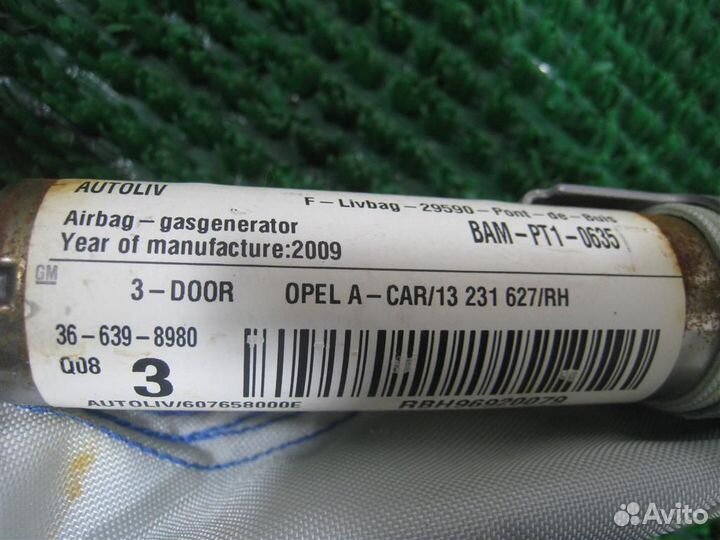 AUTOLIV
F-Livbag-29590-Pont-de-Buis
Airbag-gasgenerator
BAM-PT1-0635
Year of manufacture:2009
GM
3-DOOR OPEL A-CAR/13 231 627/RH
36-639-8980
Q08 3
AUTOLIV/607658000E RRH96920079
Avito